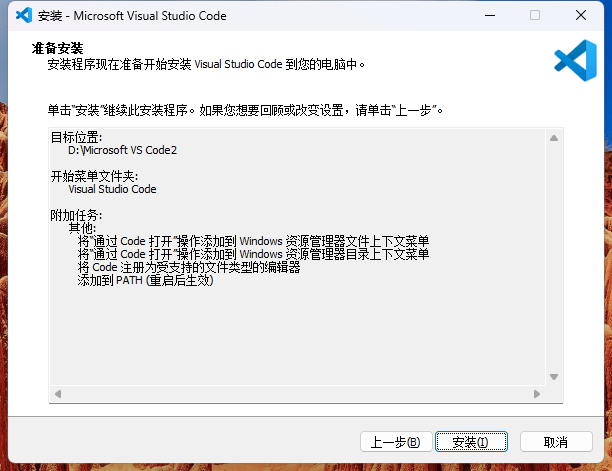 安装 - Microsoft Visual Studio Code
准备安装
安装程序现在准备开始安装 Visual Studio Code 到您的电脑中。
单击“安装”继续此安装程序。如果您想要回顾或改变设置，请单击“上一步”。
目标位置:
D:\Microsoft VS Code2
开始菜单文件夹:
Visual Studio Code
附加任务:
其他:
将“通过 Code 打开”操作添加到 Windows 资源管理器文件上下文菜单
将“通过 Code 打开”操作添加到 Windows 资源管理器目录上下文菜单
将 Code 注册为受支持的文件类型的编辑器
添加到 PATH (重启后生效)
上一步(B) 安装(I) 取消